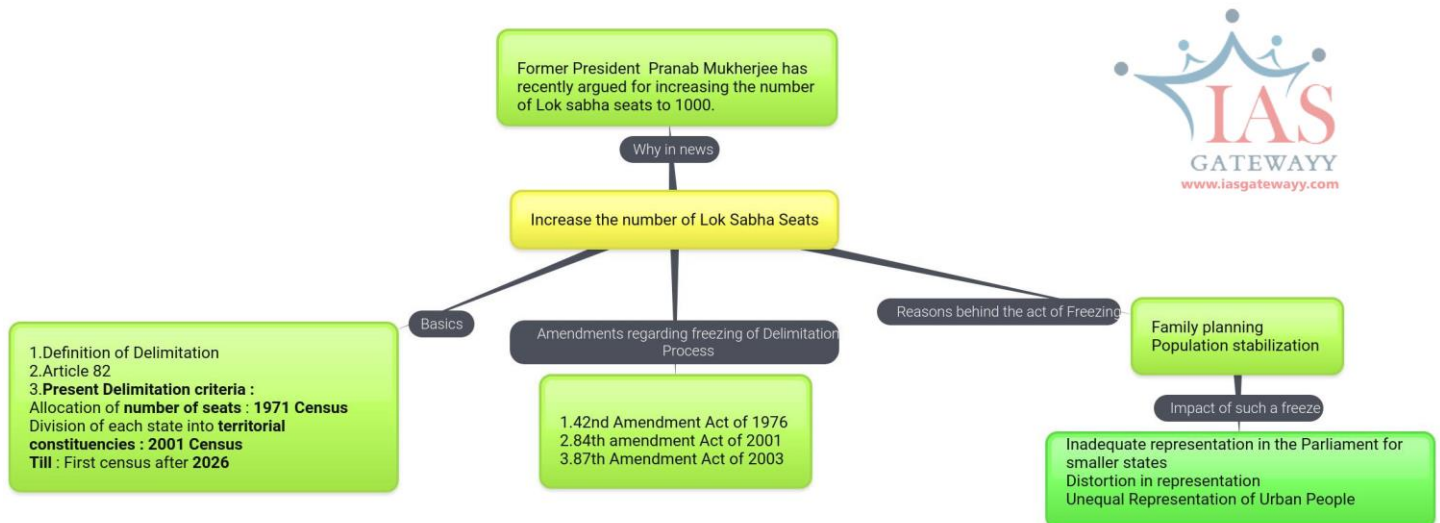 Former President Pranab Mukherjee has
recently argued for increasing the number
of Lok sabha seats to 1000.
IAS
GATEWAYY
www.iasgatewayy.com
Why in news
Increase the number of Lok Sabha Seats
Basics
1.Definition of Delimitation
2.Article 82
3.Present Delimitation criteria :
Allocation of number of seats : 1971 Census
Division of each state into territorial
constituencies : 2001 Census
Till : First census after 2026
Amendments regarding freezing of Delimitation
Process
1.42nd Amendment Act of 1976
2.84th amendment Act of 2001
3.87th Amendment Act of 2003
Reasons behind the act of Freezing
Family planning
Population stabilization
Impact of such a freeze
Inadequate representation in the Parliament for
smaller states
Distortion in representation
Unequal Representation of Urban People